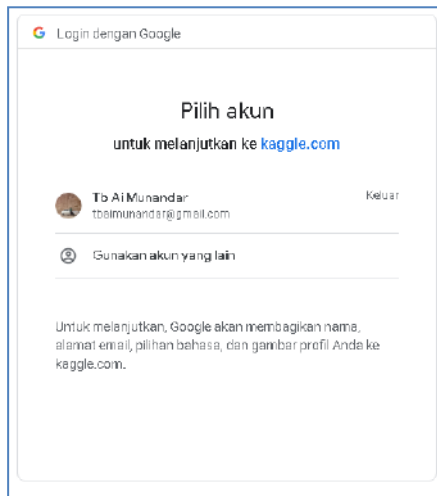 Login dengan Google
Pilih akun
untuk melanjutkan ke kaggle.com
Tb Ai Munandar
Keluar
tbaimunandar@gmail.com
Gunakan akun yang lain
Untuk melanjutkan, Google akan membagikan nama,
alamat email, pilihan bahasa, dan gambar profil Anda ke
kaggle.com.